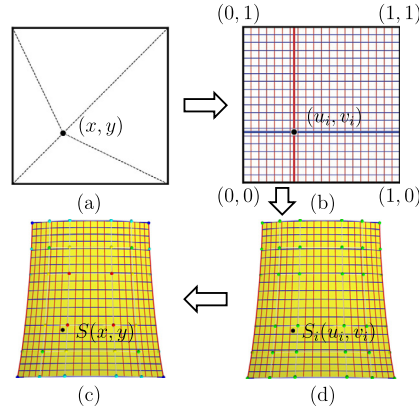 (0, 1)
(1, 1)
(x, y)
(u_i, v_i)
(0, 0)
(1, 0)
(a)
(b)
S(x, y)
S_i(u_i, v_i)
(c)
(d)